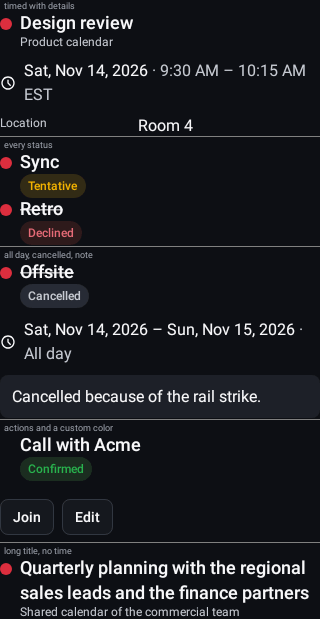 timed with details
Design review
Product calendar
Sat, Nov 14, 2026 · 9:30 AM – 10:15 AM
EST
Location Room 4
every status
Sync
Tentative
Retro
Declined
all day, cancelled, note
Offsite
Cancelled
Sat, Nov 14, 2026 – Sun, Nov 15, 2026 ·
All day
Cancelled because of the rail strike.
actions and a custom color
Call with Acme
Confirmed
Join Edit
long title, no time
Quarterly planning with the regional
sales leads and the finance partners
Shared calendar of the commercial team